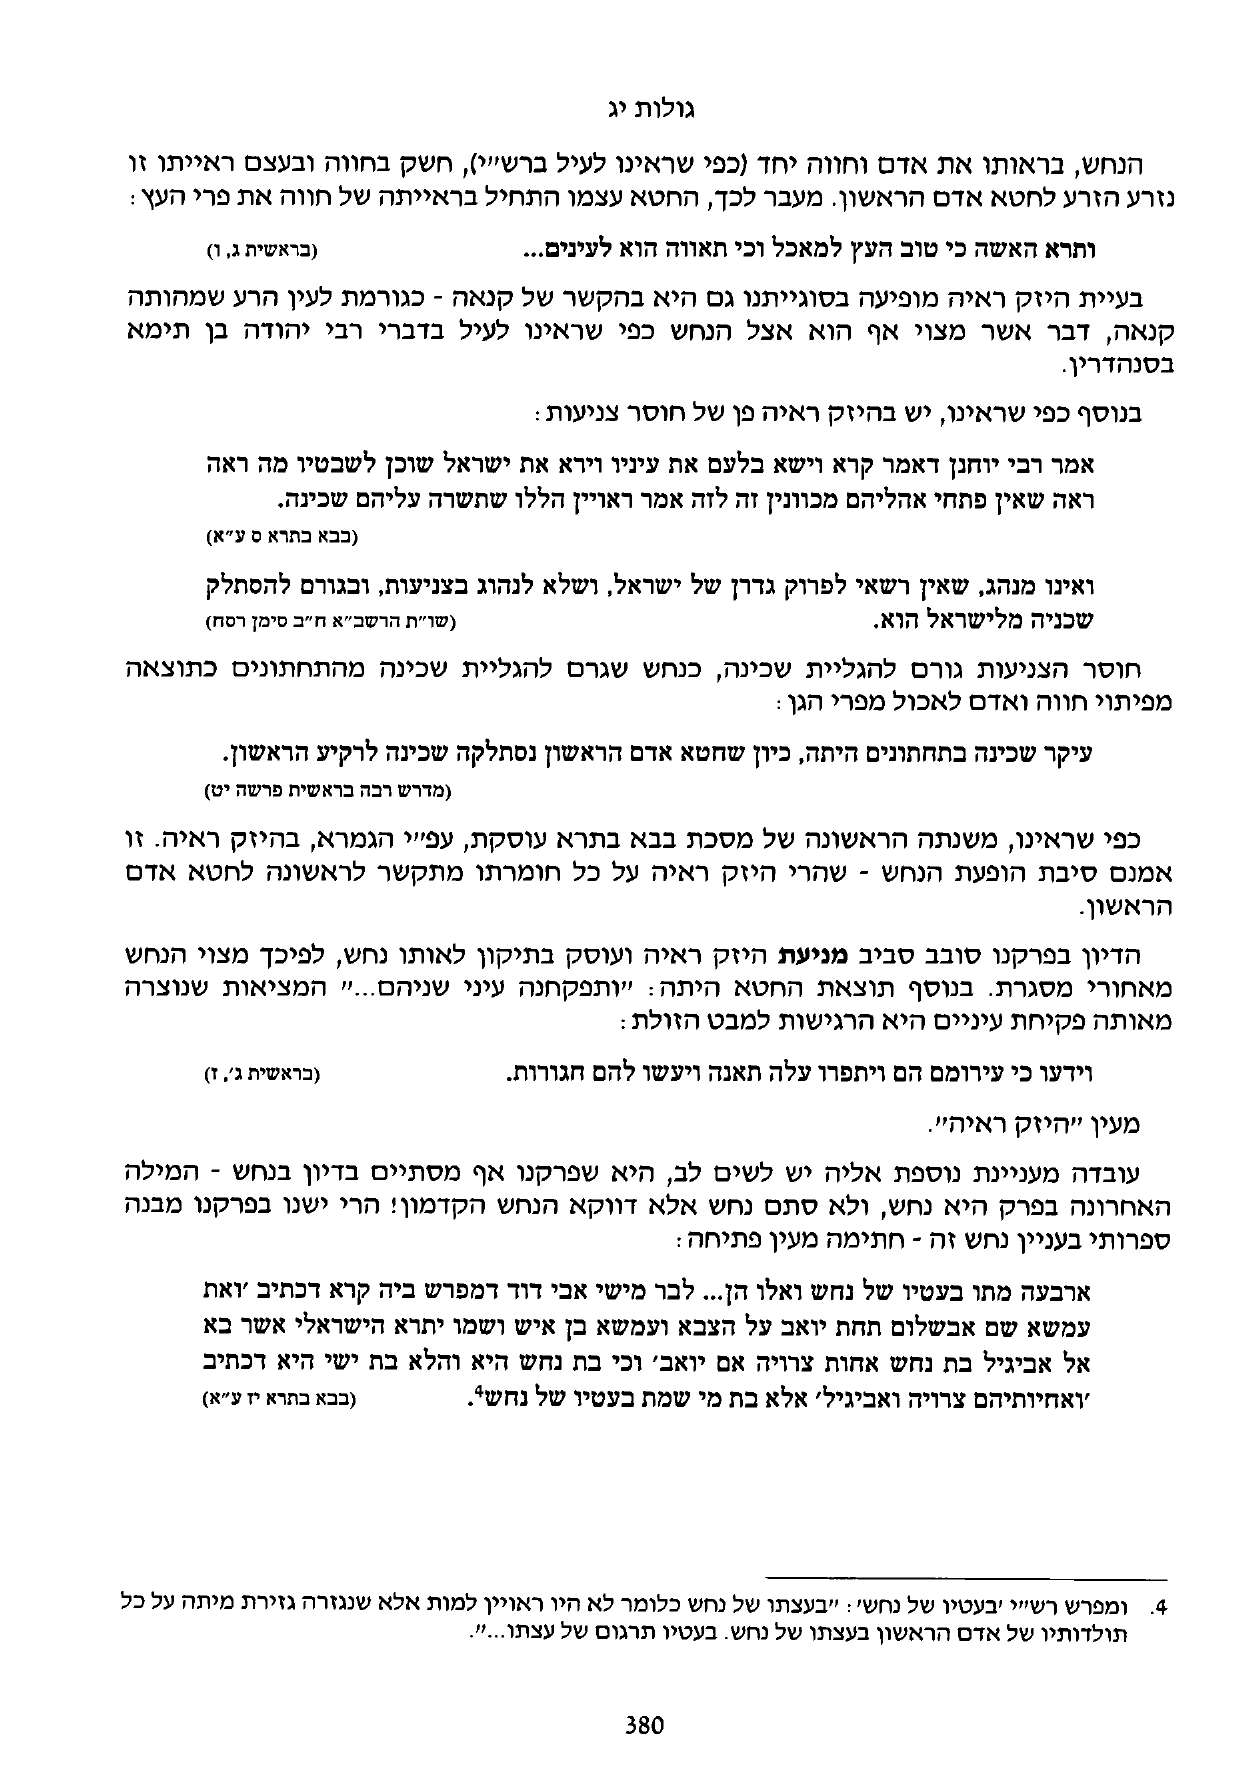 גולות יג
הנחש, בראותו את אדם וחווה יחד (כפי שראינו לעיל ברש"י), חשק בחווה ובעצם ראייתו זו
נזרע הזרע לחטא אדם הראשון. מעבר לכך, החטא עצמו התחיל בראייתה של חווה את פרי העץ:
ותרא האשה כי טוב העץ למאכל וכי תאווה הוא לעינים... (בראשית ג, ו)
בעיית היזק ראיה מופיעה בסוגייתנו גם היא בהקשר של קנאה - כגורמת לעין הרע שמהותה
קנאה, דבר אשר מצוי אף הוא אצל הנחש כפי שראינו לעיל בדברי רבי יהודה בן תימא
בסנהדרין.
בנוסף כפי שראינו, יש בהיזק ראיה פן של חוסר צניעות:
אמר רבי יוחנן דאמר קרא וישא בלעם את עיניו וירא את ישראל שוכן לשבטיו מה ראה
ראה שאין פתחי אהליהם מכוונין זה לזה אמר ראויין הללו שתשרה עליהם שכינה.
(בבא בתרא ס ע"א)
ואינו מנהג, שאין רשאי לפרוק גדרן של ישראל, ושלא לנהוג בצניעות, ובגורם להסתלק
שכניה מלישראל הוא. (שו"ת הרשב"א ח"ב סימן רסח)
חוסר הצניעות גורם להגליית שכינה, כנחש שגרם להגליית שכינה מהתחתונים כתוצאה
מפיתוי חווה ואדם לאכול מפרי הגן:
עיקר שכינה בתחתונים היתה, כיון שחטא אדם הראשון נסתלקה שכינה לרקיע הראשון.
(מדרש רבה בראשית פרשה יט)
כפי שראינו, משנתה הראשונה של מסכת בבא בתרא עוסקת, עפ"י הגמרא, בהיזק ראיה. זו
אמנם סיבת הופעת הנחש - שהרי היזק ראיה על כל חומרתו מתקשר לראשונה לחטא אדם
הראשון.
הדיון בפרקנו סובב סביב מניעת היזק ראיה ועוסק בתיקון לאותו נחש, לפיכך מצוי הנחש
מאחורי מסגרת. בנוסף תוצאת החטא היתה: "ותפקחנה עיני שניהם..." המציאות שנוצרה
מאותה פקיחת עיניים היא הרגישות למבט הזולת:
וידעו כי עירומם הם ויתפרו עלה תאנה ויעשו להם חגורות. (בראשית ג', ז)
מעין "היזק ראיה".
עובדה מעניינת נוספת אליה יש לשים לב, היא שפרקנו אף מסתיים בדיון בנחש - המילה
האחרונה בפרק היא נחש, ולא סתם נחש אלא דווקא הנחש הקדמון! הרי ישנו בפרקנו מבנה
ספרותי בעניין נחש זה - חתימה מעין פתיחה:
ארבעה מתו בעטיו של נחש ואלו הן... לבר מישי אבי דוד דמפרש ביה קרא דכתיב 'ואת
עמשא שם אבשלום תחת יואב על הצבא ועמשא בן איש ושמו יתרא הישראלי אשר בא
אל אביגיל בת נחש אחות צרויה אם יואב' וכי בת נחש היא והלא בת ישי היא דכתיב
'ואחיותיהם צרויה ואביגיל' אלא בת מי שמת בעטיו של נחש4. (בבא בתרא יז ע"א)
4. ומפרש רש"י 'בעטיו של נחש': "בעצתו של נחש כלומר לא היו ראויין למות אלא שנגזרה גזירת מיתה על כל
תולדותיו של אדם הראשון בעצתו של נחש. בעטיו תרגום של עצתו...".
380